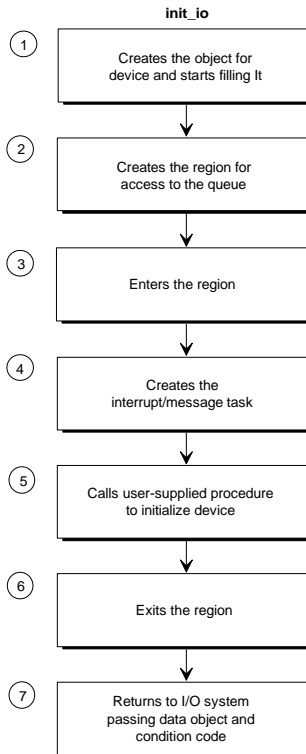 init_io
1
Creates the object for
device and starts filling It
2
Creates the region for
access to the queue
3
Enters the region
4
Creates the
interrupt/message task
5
Calls user-supplied procedure
to initialize device
6
Exits the region
7
Returns to I/O system
passing data object and
condition code